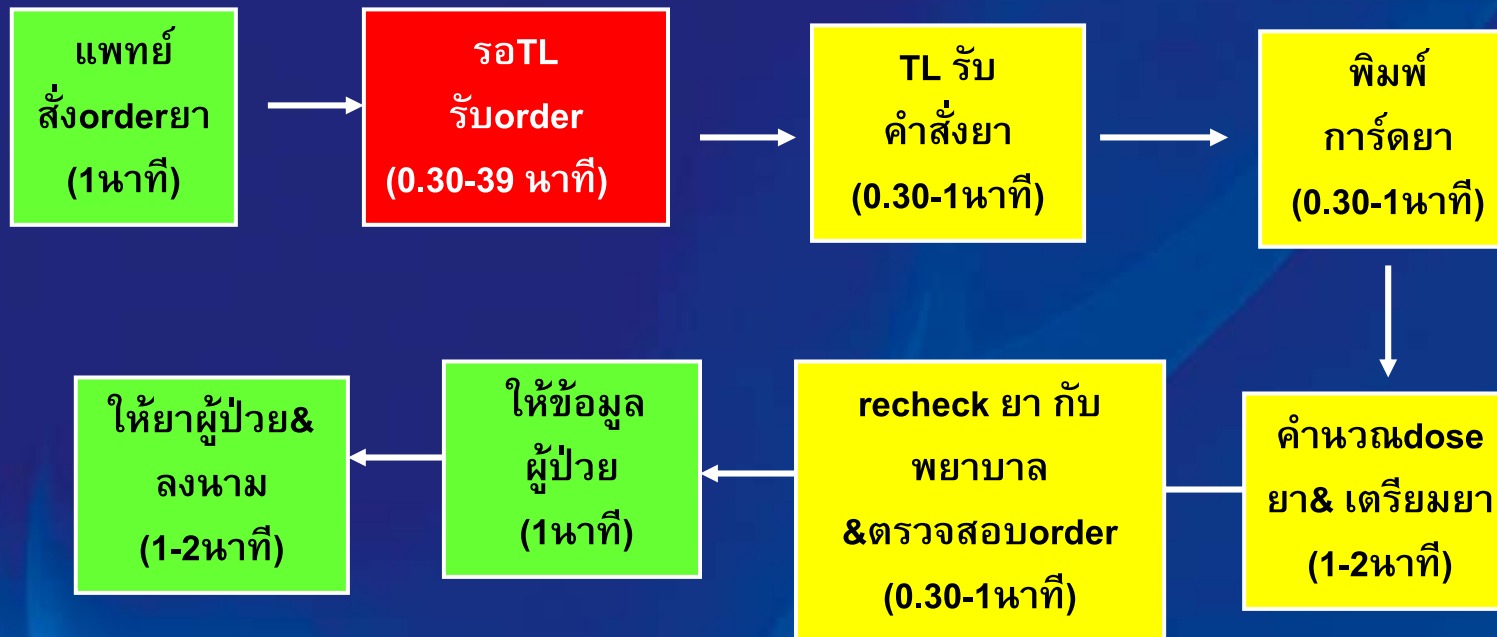 แพทย์
สั่งorderยา
(1นาที)
รอTL
รับorder
(0.30-39 นาที)
TL รับ
คำสั่งยา
(0.30-1นาที)
พิมพ์
การ์ดยา
(0.30-1นาที)
คำนวณdose
ยา& เตรียมยา
(1-2นาที)
recheck ยา กับ
พยาบาล
&ตรวจสอบorder
(0.30-1นาที)
ให้ข้อมูล
ผู้ป่วย
(1นาที)
ให้ยาผู้ป่วย&
ลงนาม
(1-2นาที)